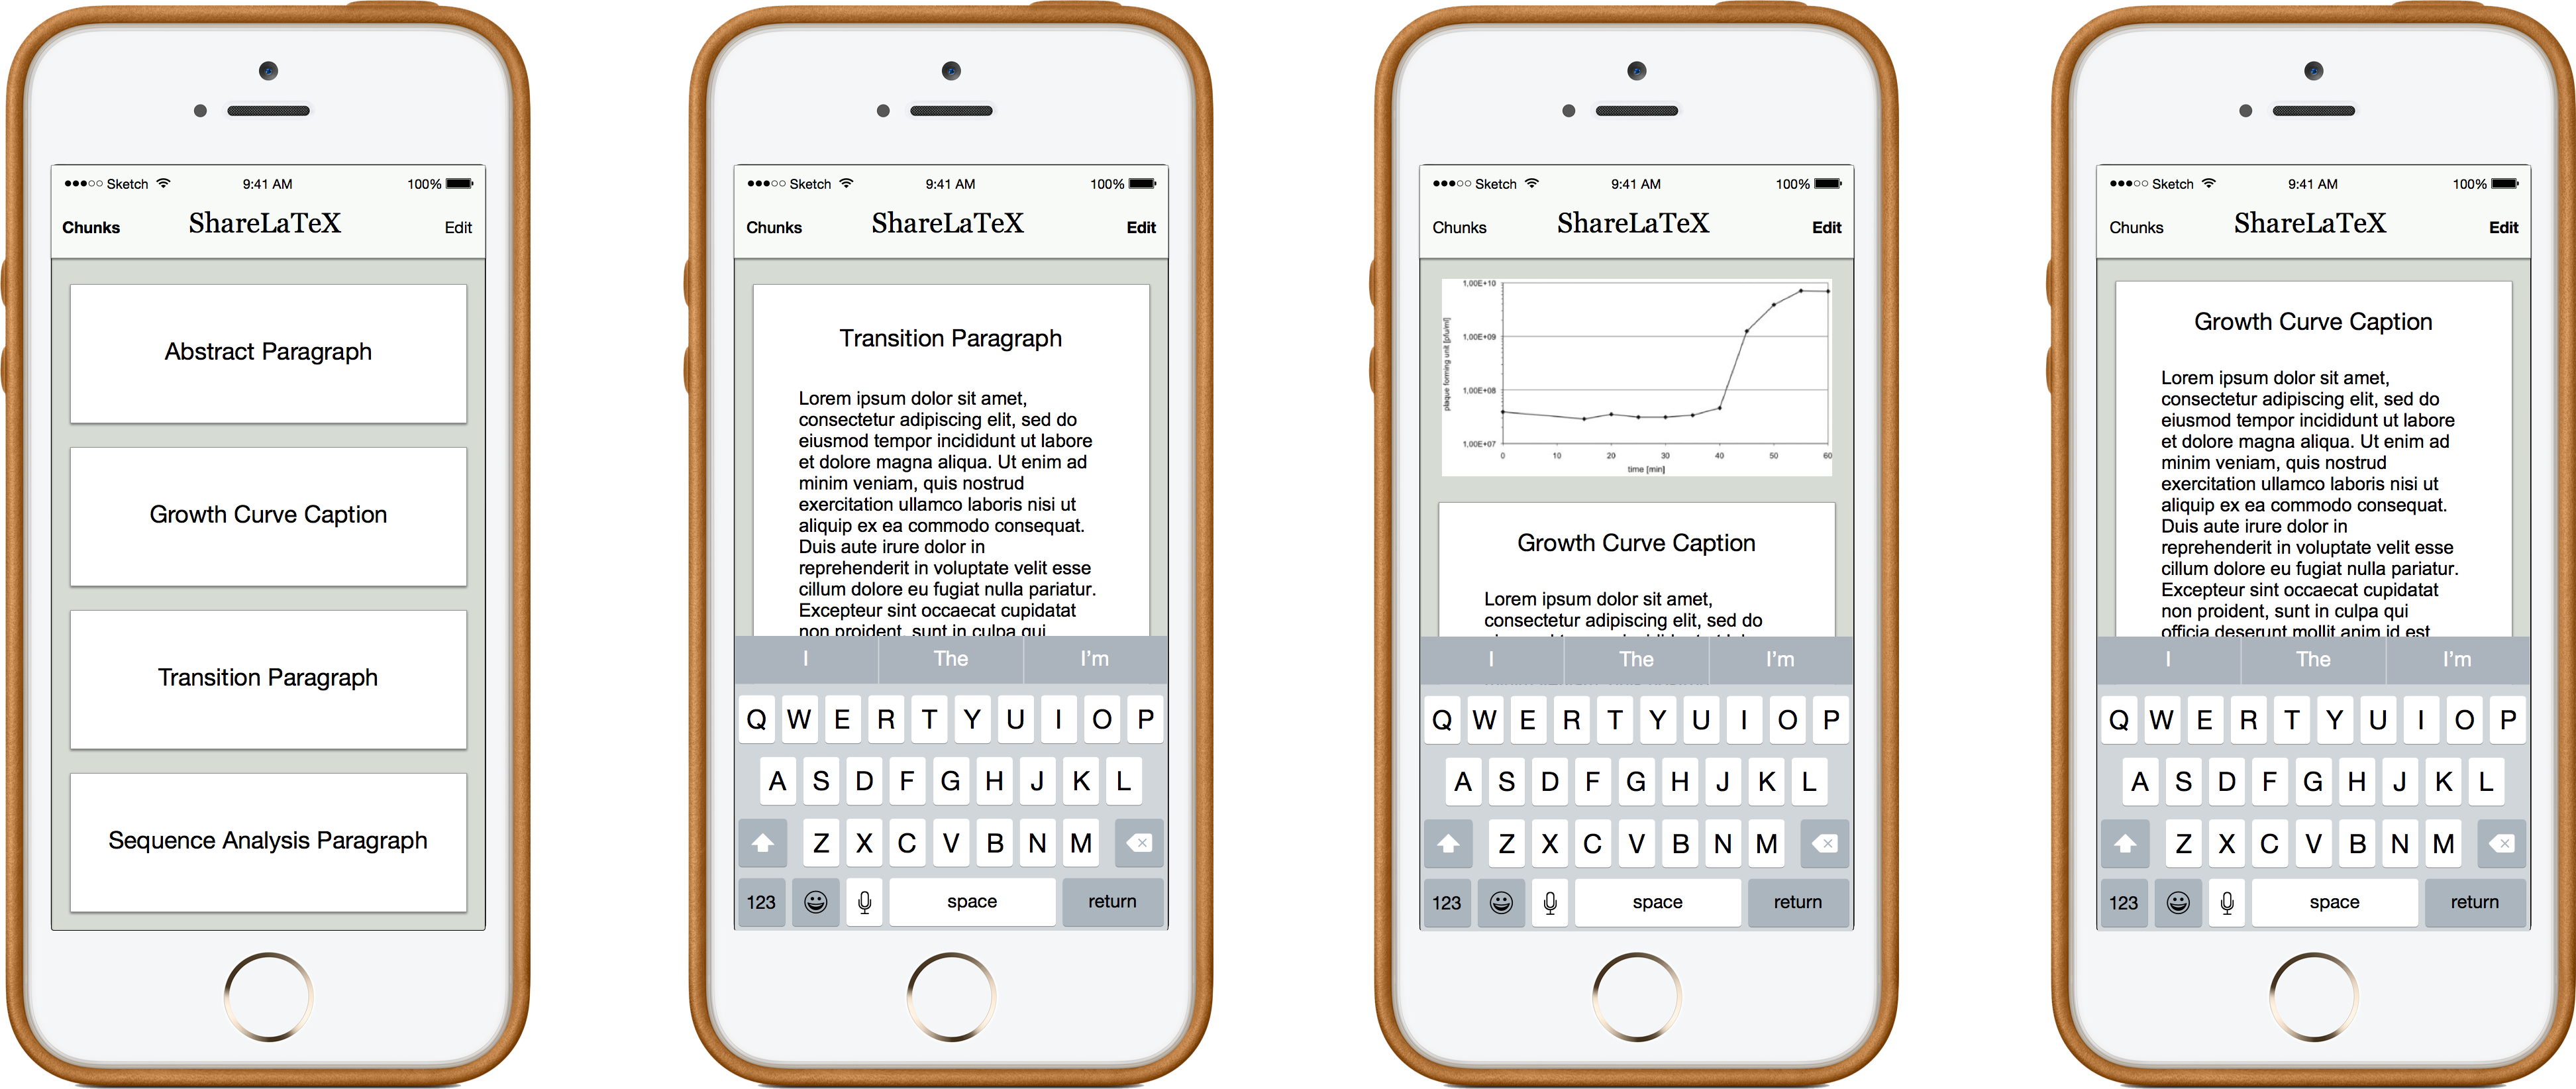 Sketch 9:41 AM 100%
Chunks ShareLaTeX Edit
Abstract Paragraph
Growth Curve Caption
Transition Paragraph
Sequence Analysis Paragraph
Sketch 9:41 AM 100%
Chunks ShareLaTeX Edit
Transition Paragraph
Lorem ipsum dolor sit amet,
consectetur adipiscing elit, sed do
eiusmod tempor incididunt ut labore
et dolore magna aliqua. Ut enim ad
minim veniam, quis nostrud
exercitation ullamco laboris nisi ut
aliquip ex ea commodo consequat.
Duis aute irure dolor in
reprehenderit in voluptate velit esse
cillum dolore eu fugiat nulla pariatur.
Excepteur sint occaecat cupidatat
non proident, sunt in culpa qui
I The I'm
Q W E R T Y U I O P
A S D F G H J K L
Z X C V B N M
123 space return
Sketch 9:41 AM 100%
Chunks ShareLaTeX Edit
1,00E+10
1,00E+09
1,00E+08
1,00E+07
plaque forming unit [pfu/ml]
0 10 20 30 40 50 60
time [min]
Growth Curve Caption
Lorem ipsum dolor sit amet,
consectetur adipiscing elit, sed do
I The I'm
Q W E R T Y U I O P
A S D F G H J K L
Z X C V B N M
123 space return
Sketch 9:41 AM 100%
Chunks ShareLaTeX Edit
Growth Curve Caption
Lorem ipsum dolor sit amet,
consectetur adipiscing elit, sed do
eiusmod tempor incididunt ut labore
et dolore magna aliqua. Ut enim ad
minim veniam, quis nostrud
exercitation ullamco laboris nisi ut
aliquip ex ea commodo consequat.
Duis aute irure dolor in
reprehenderit in voluptate velit esse
cillum dolore eu fugiat nulla pariatur.
Excepteur sint occaecat cupidatat
non proident, sunt in culpa qui
officia deserunt mollit anim id est
I The I'm
Q W E R T Y U I O P
A S D F G H J K L
Z X C V B N M
123 space return